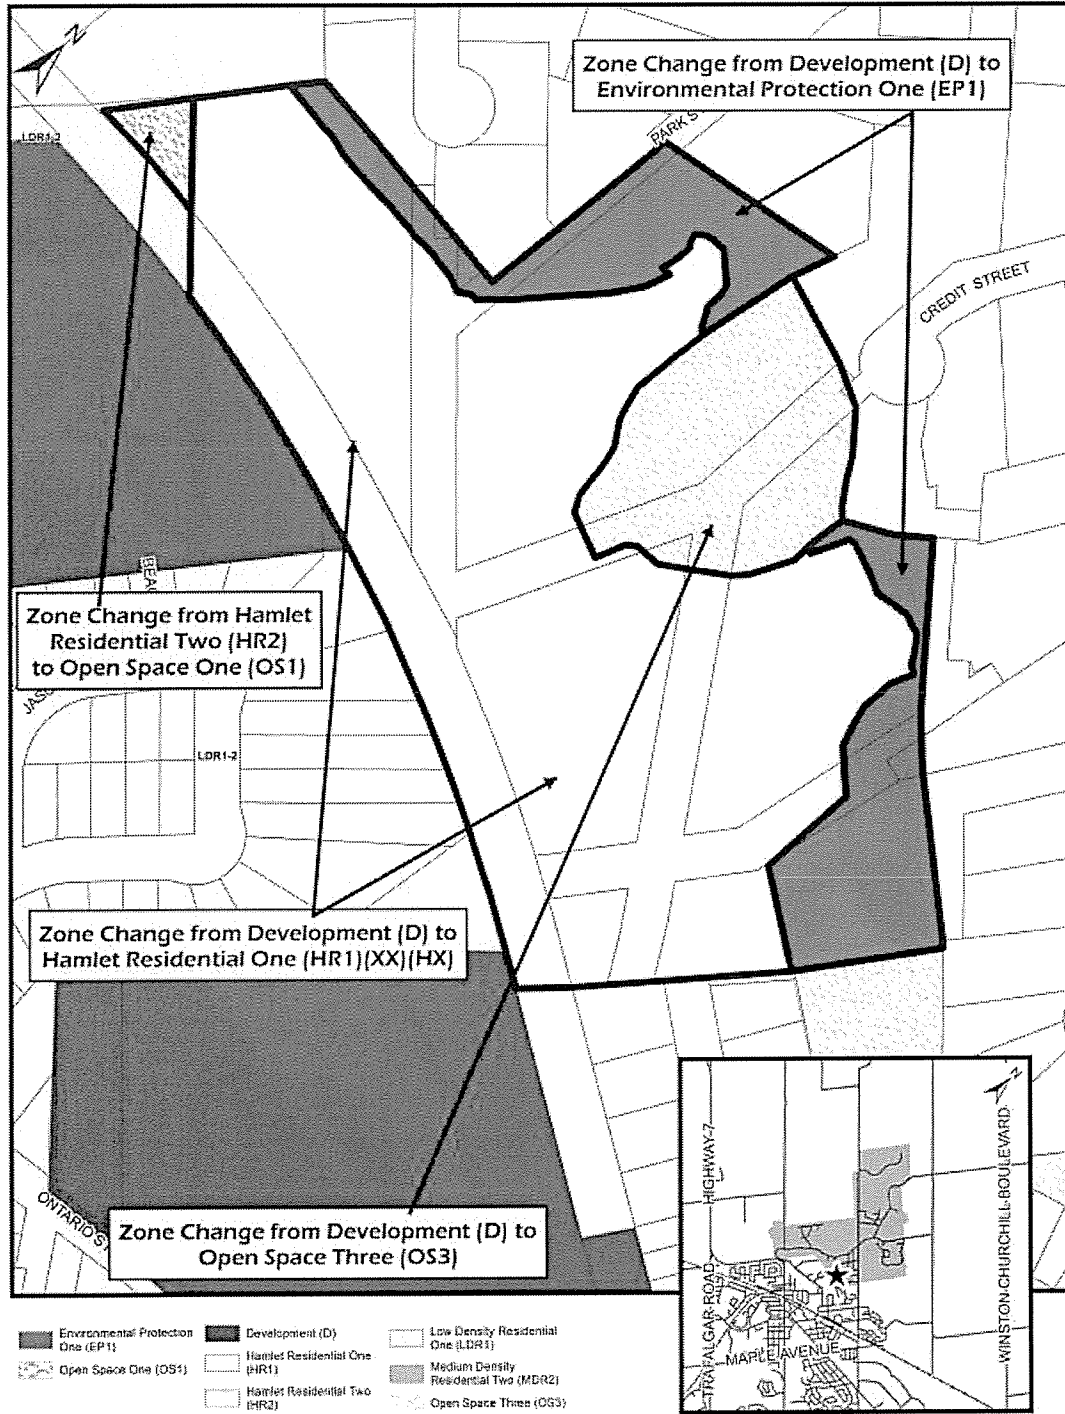 N
Zone Change from Development (D) to
Environmental Protection One (EP1)
LDR1-2
PARK S
CREDIT STREET
Zone Change from Hamlet
Residential Two (HR2)
to Open Space One (OS1)
LDR1-2
Zone Change from Development (D) to
Hamlet Residential One (HR1)(XX)(HX)
ONTARIO S
Zone Change from Development (D) to
Open Space Three (OS3)
N
HIGHWAY 7
TRAFALGAR ROAD
MAPLE AVENUE
WINSTON CHURCHILL BOULEVARD
Environmental Protection
One (EP1)
Open Space One (OS1)
Development (D)
Hamlet Residential One
(HR1)
Hamlet Residential Two
(HR2)
Low Density Residential
One (LDR1)
Medium Density
Residential Two (MDR2)
Open Space Three (OS3)